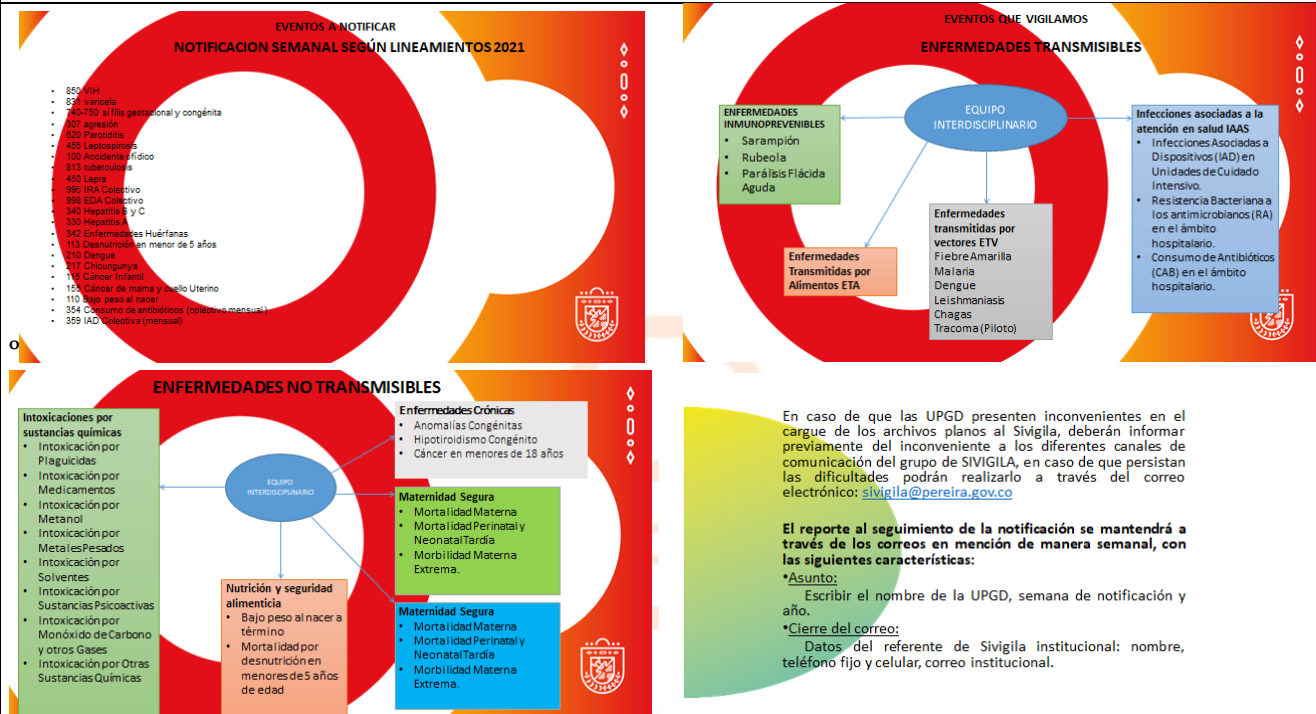 EVENTOS A NOTIFICAR
NOTIFICACION SEMANAL SEGÚN LINEAMIENTOS 2021
• 850 VIH
• 831 varicela
• 740-750 sífilis gestacional y congénita
• 307 agresión
• 620 Parotiditis
• 455 Leptospirosis
• 100 Accidente ofídico
• 813 tuberculosis
• 450 Lepra
• 995 IRA Colectivo
• 998 EDA Colectivo
• 340 Hepatitis B y C
• 330 Hepatitis A
• 342 Enfermedades Huérfanas
• 113 Desnutrición en menor de 5 años
• 210 Dengue
• 217 Chicungunya
• 115 Cáncer Infantil
• 155 Cáncer de mama y cuello Uterino
• 110 Bajo peso al nacer
• 354 Consumo de antibióticos (colectivo mensual)
• 359 IAD Colectiva (mensual)
O
EVENTOS QUE VIGILAMOS
ENFERMEDADES TRANSMISIBLES
EQUIPO
INTERDISCIPLINARIO
ENFERMEDADES
INMUNOPREVENIBLES
• Sarampión
• Rubeola
• Parálisis Flácida
Aguda
Enfermedades
Transmitidas por
Alimentos ETA
Enfermedades
transmitidas por
vectores ETV
Fiebre Amarilla
Malaria
Dengue
Leishmaniasis
Chagas
Tracoma (Piloto)
Infecciones asociadas a la
atención en salud IAAS
• Infecciones Asociadas a
Dispositivos (IAD) en
Unidades de Cuidado
Intensivo.
• Resistencia Bacteriana a
los antimicrobianos (RA)
en el ámbito
hospitalario.
• Consumo de Antibióticos
(CAB) en el ámbito
hospitalario.
ENFERMEDADES NO TRANSMISIBLES
Intoxicaciones por
sustancias químicas
• Intoxicación por
Plaguicidas
• Intoxicación por
Medicamentos
• Intoxicación por
Metanol
• Intoxicación por
Metales Pesados
• Intoxicación por
Solventes
• Intoxicación por
Sustancias Psicoactivas
• Intoxicación por
Monóxido de Carbono
y otros Gases
• Intoxicación por Otras
Sustancias Químicas
EQUIPO
INTERDISCIPLINARIO
Nutrición y seguridad
alimenticia
• Bajo peso al nacer a
término
• Mortalidad por
desnutrición en
menores de 5 años
de edad
Enfermedades Crónicas
• Anomalías Congénitas
• Hipotiroidismo Congénito
• Cáncer en menores de 18 años
Maternidad Segura
• Mortalidad Materna
• Mortalidad Perinatal y
Neonatal Tardía
• Morbilidad Materna
Extrema.
Maternidad Segura
• Mortalidad Materna
• Mortalidad Perinatal y
Neonatal Tardía
• Morbilidad Materna
Extrema.
En caso de que las UPGD presenten inconvenientes en el
cargue de los archivos planos al Sivigila, deberán informar
previamente del inconveniente a los diferentes canales de
comunicación del grupo de SIVIGILA, en caso de que persistan
las dificultades podrán realizarlo a través del correo
electrónico: sivigila@pereira.gov.co
El reporte al seguimiento de la notificación se mantendrá a
través de los correos en mención de manera semanal, con
las siguientes características:
•Asunto:
Escribir el nombre de la UPGD, semana de notificación y
año.
•Cierre del correo:
Datos del referente de Sivigila institucional: nombre,
teléfono fijo y celular, correo institucional.